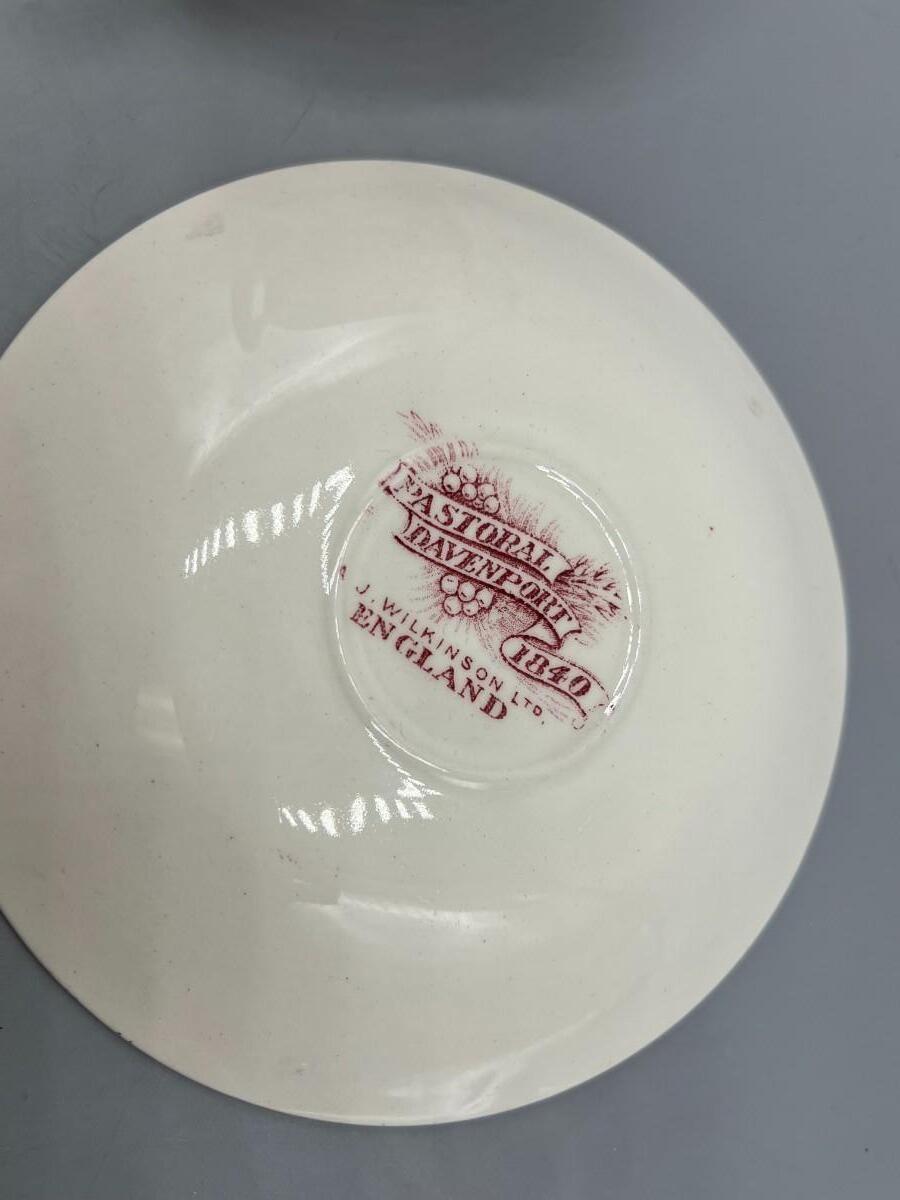 PASTORAL
DAVENPORT
1840
A
J. WILKINSON LTD.
ENGLAND